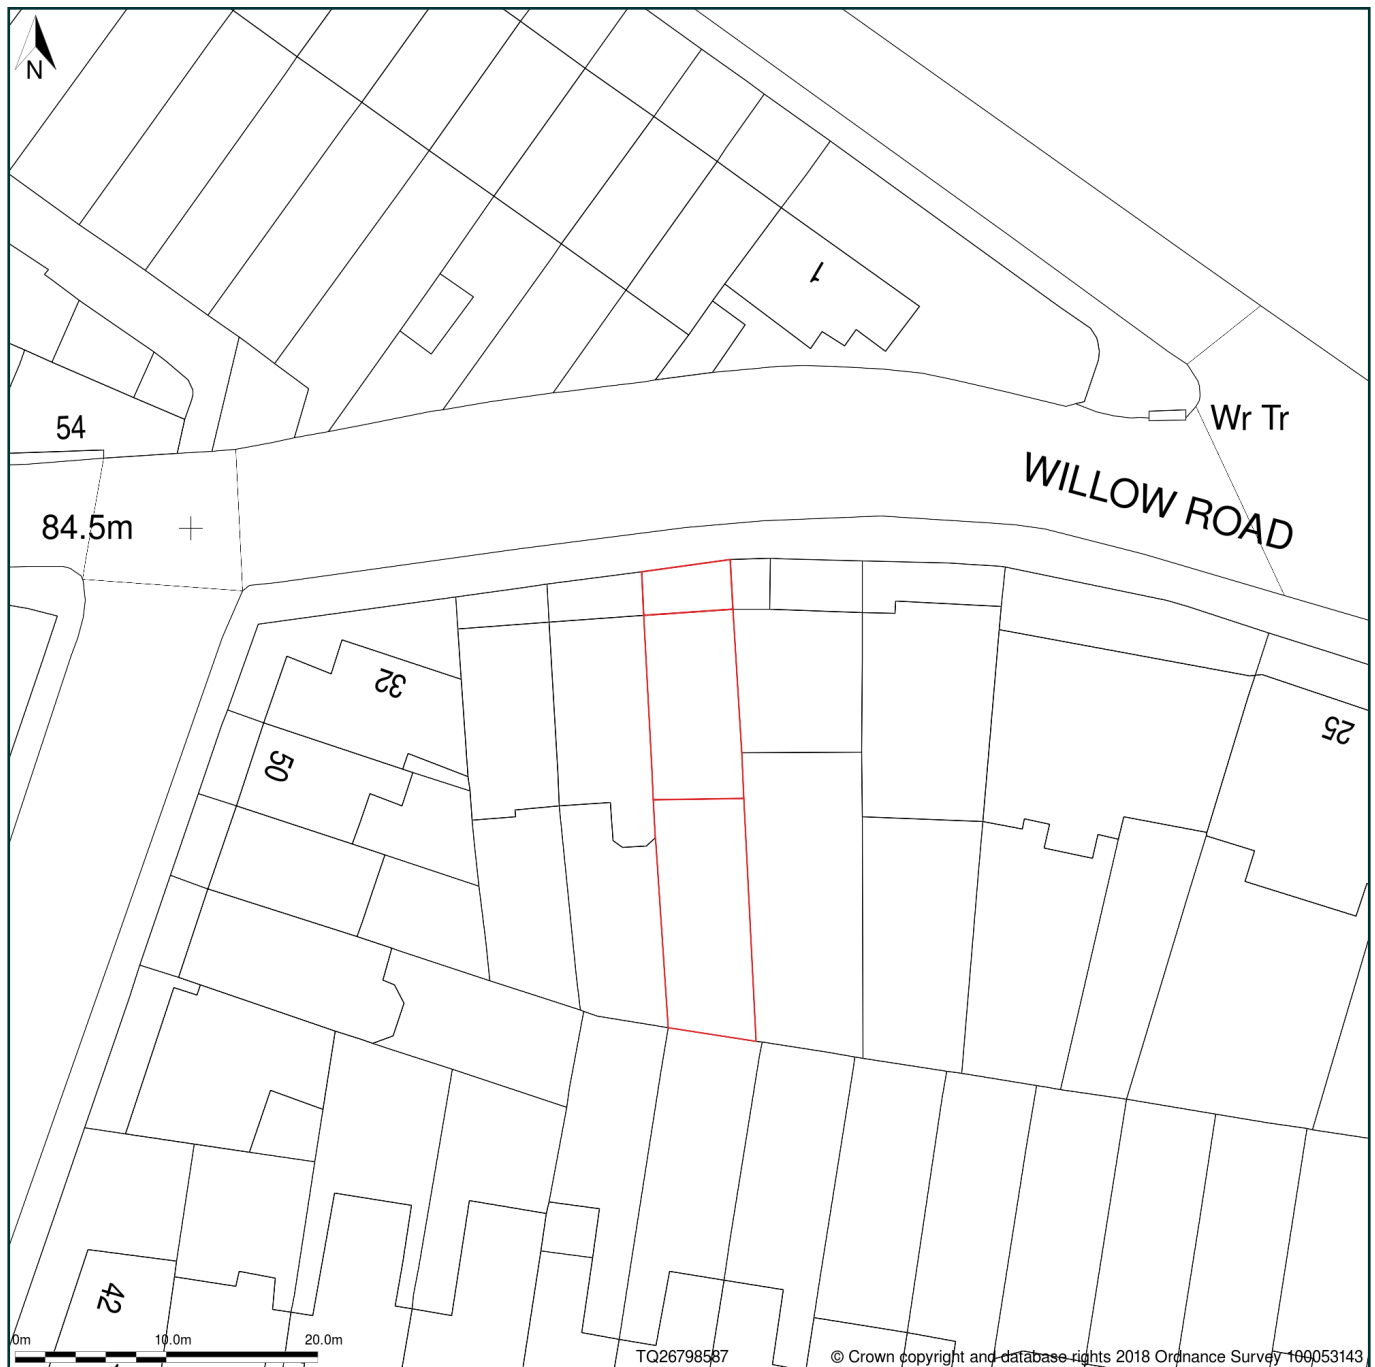 N
1
54
Wr Tr
WILLOW ROAD
84.5m
32
25
50
42
0m 10.0m 20.0m
TQ26798587
© Crown copyright and database rights 2018 Ordnance Survey 100053143